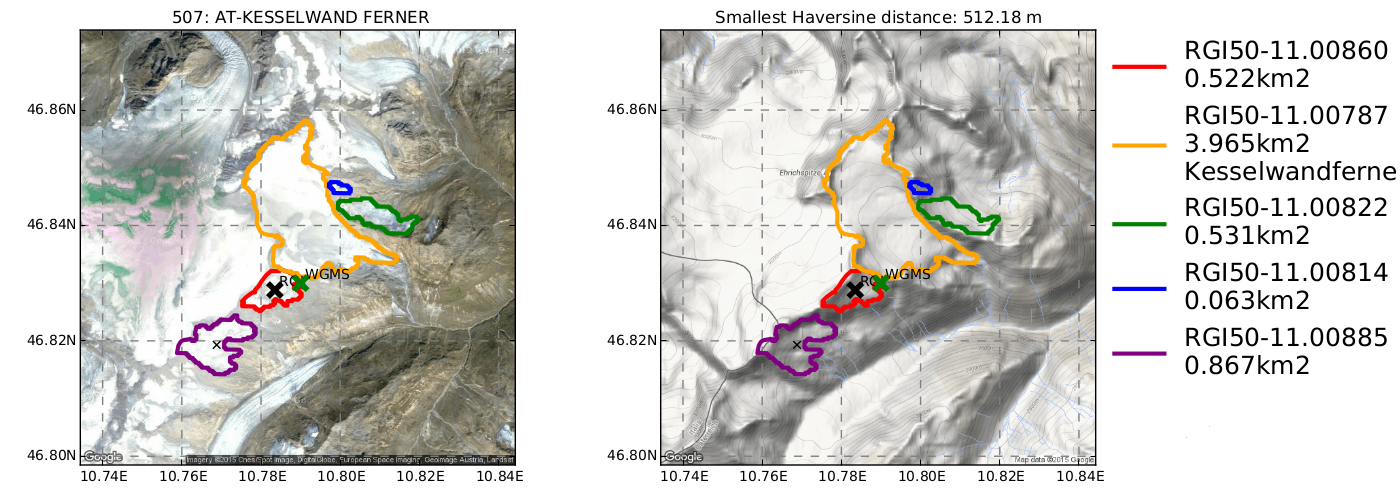 507: AT-KESSELWAND FERNER
46.86N
46.84N
46.82N
46.80N
WGMS
Google
Imagery ©2015 Cnes/Spot Image, DigitalGlobe, European Space Imaging, Geoimage Austria, Landsat
10.74E 10.76E 10.78E 10.80E 10.82E 10.84E
Smallest Haversine distance: 512.18 m
46.86N
46.84N
46.82N
46.80N
Ehrichspitze
WGMS
Google
Map data ©2015 Google
10.74E 10.76E 10.78E 10.80E 10.82E 10.84E
RGI50-11.00860
0.522km2
RGI50-11.00787
3.965km2
Kesselwandferne
RGI50-11.00822
0.531km2
RGI50-11.00814
0.063km2
RGI50-11.00885
0.867km2